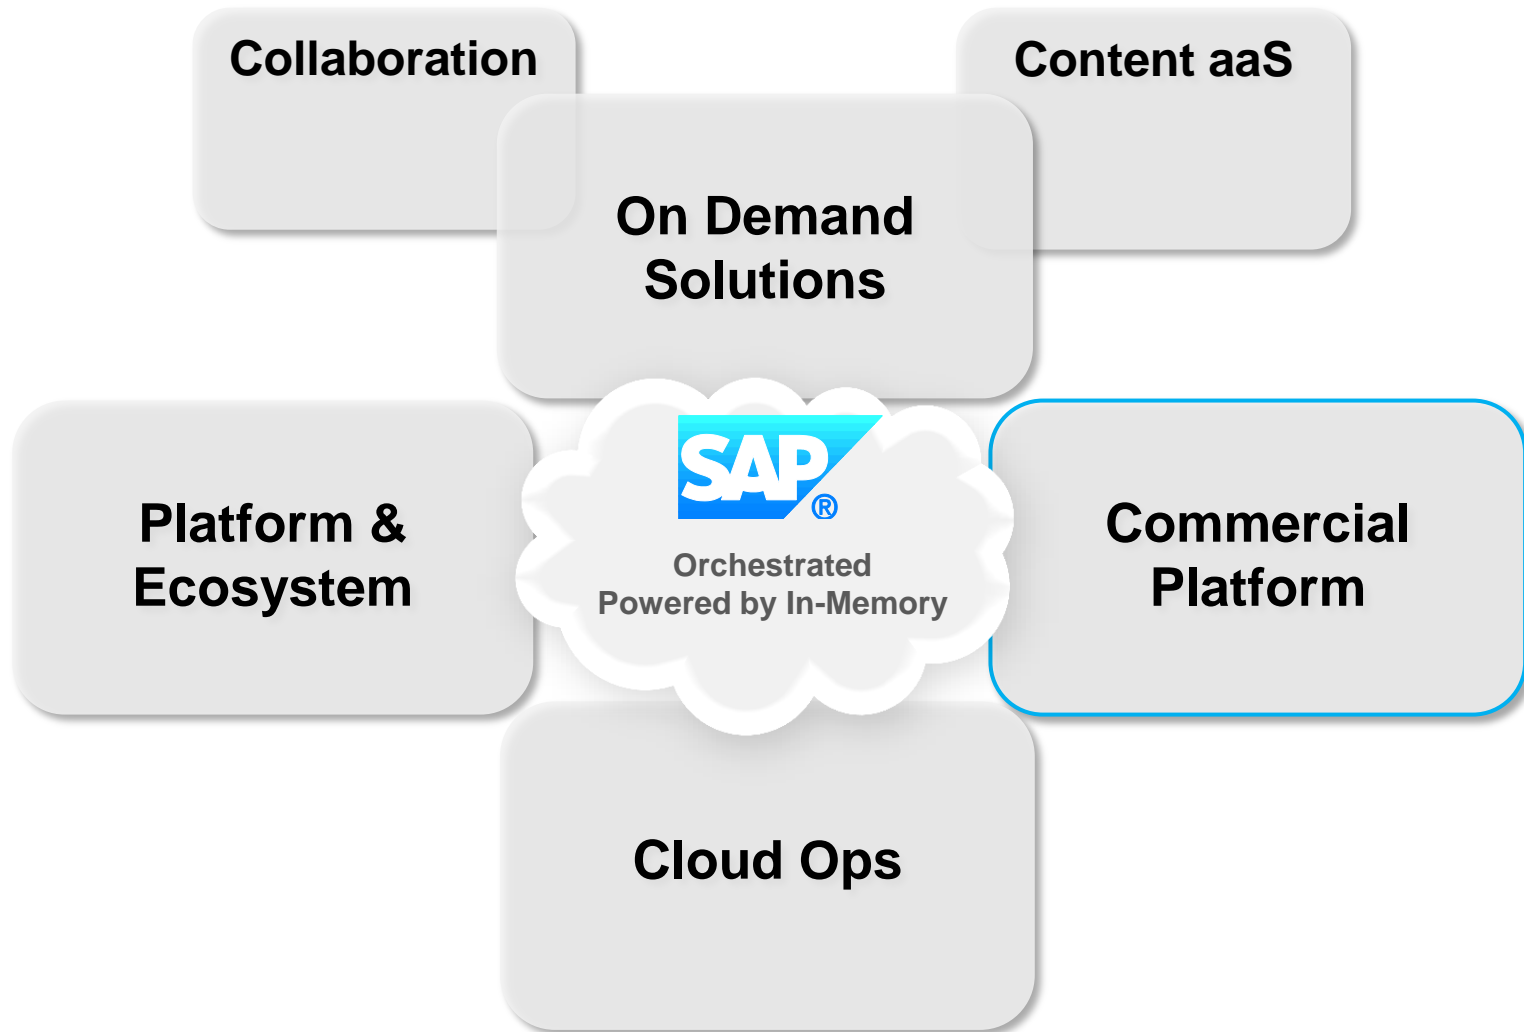 Collaboration
Content aaS
On Demand
Solutions
SAP®
Orchestrated
Powered by In-Memory
Platform &
Ecosystem
Commercial
Platform
Cloud Ops